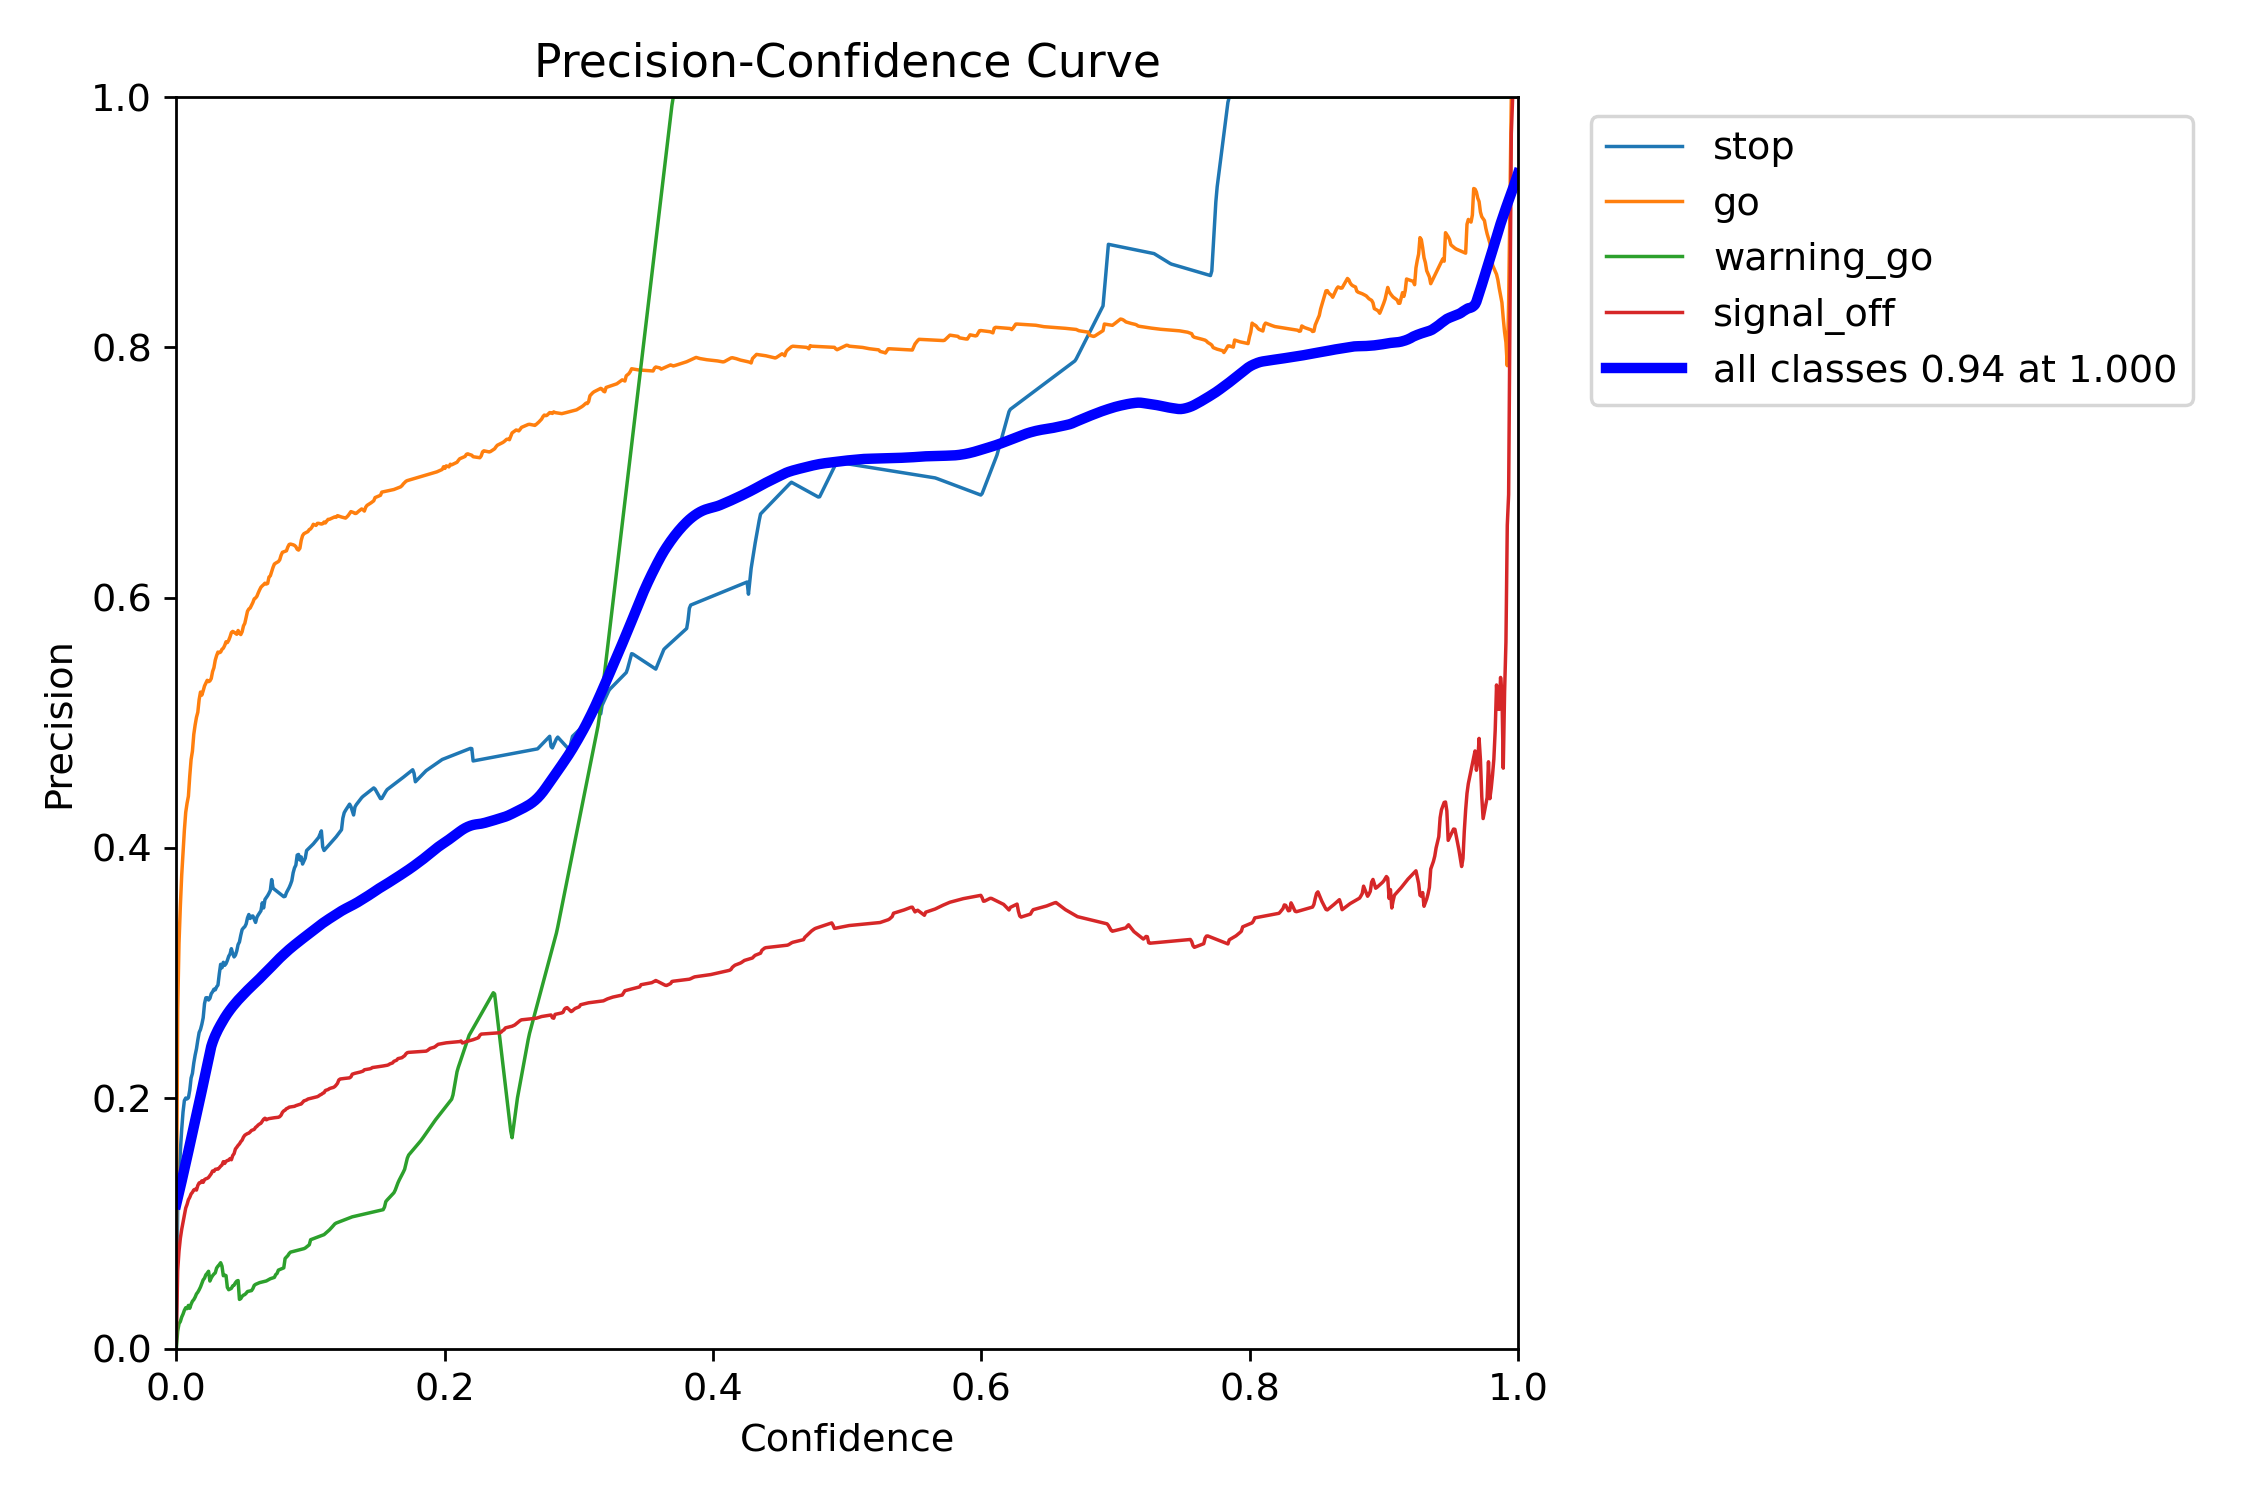 Precision-Confidence Curve
1.0
0.8
0.6
0.4
0.2
0.0
Precision
0.0 0.2 0.4 0.6 0.8 1.0
Confidence
stop
go
warning_go
signal_off
all classes 0.94 at 1.000